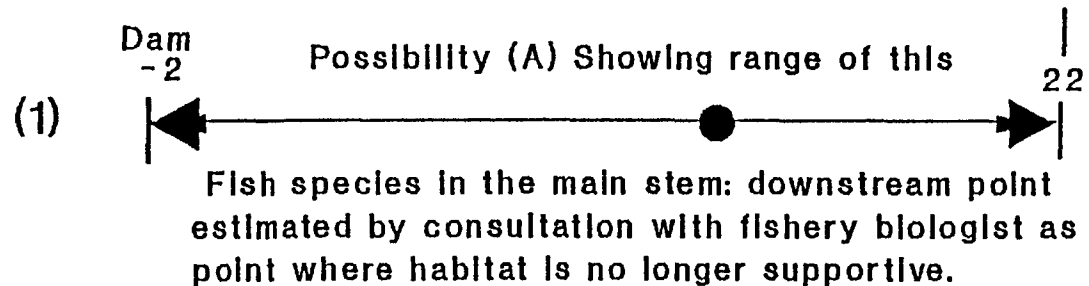 Dam
-2
Possibility (A) Showing range of this
22
(1)
Fish species in the main stem: downstream point
estimated by consultation with fishery biologist as
point where habitat is no longer supportive.